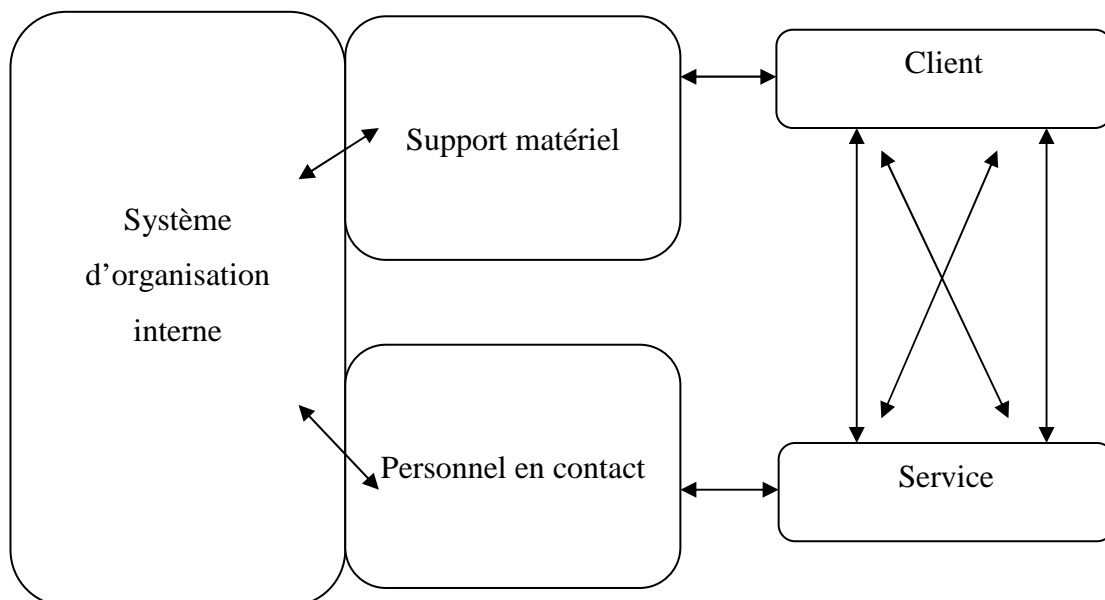 Client
Support matériel
Système
d’organisation
interne
Personnel en contact
Service